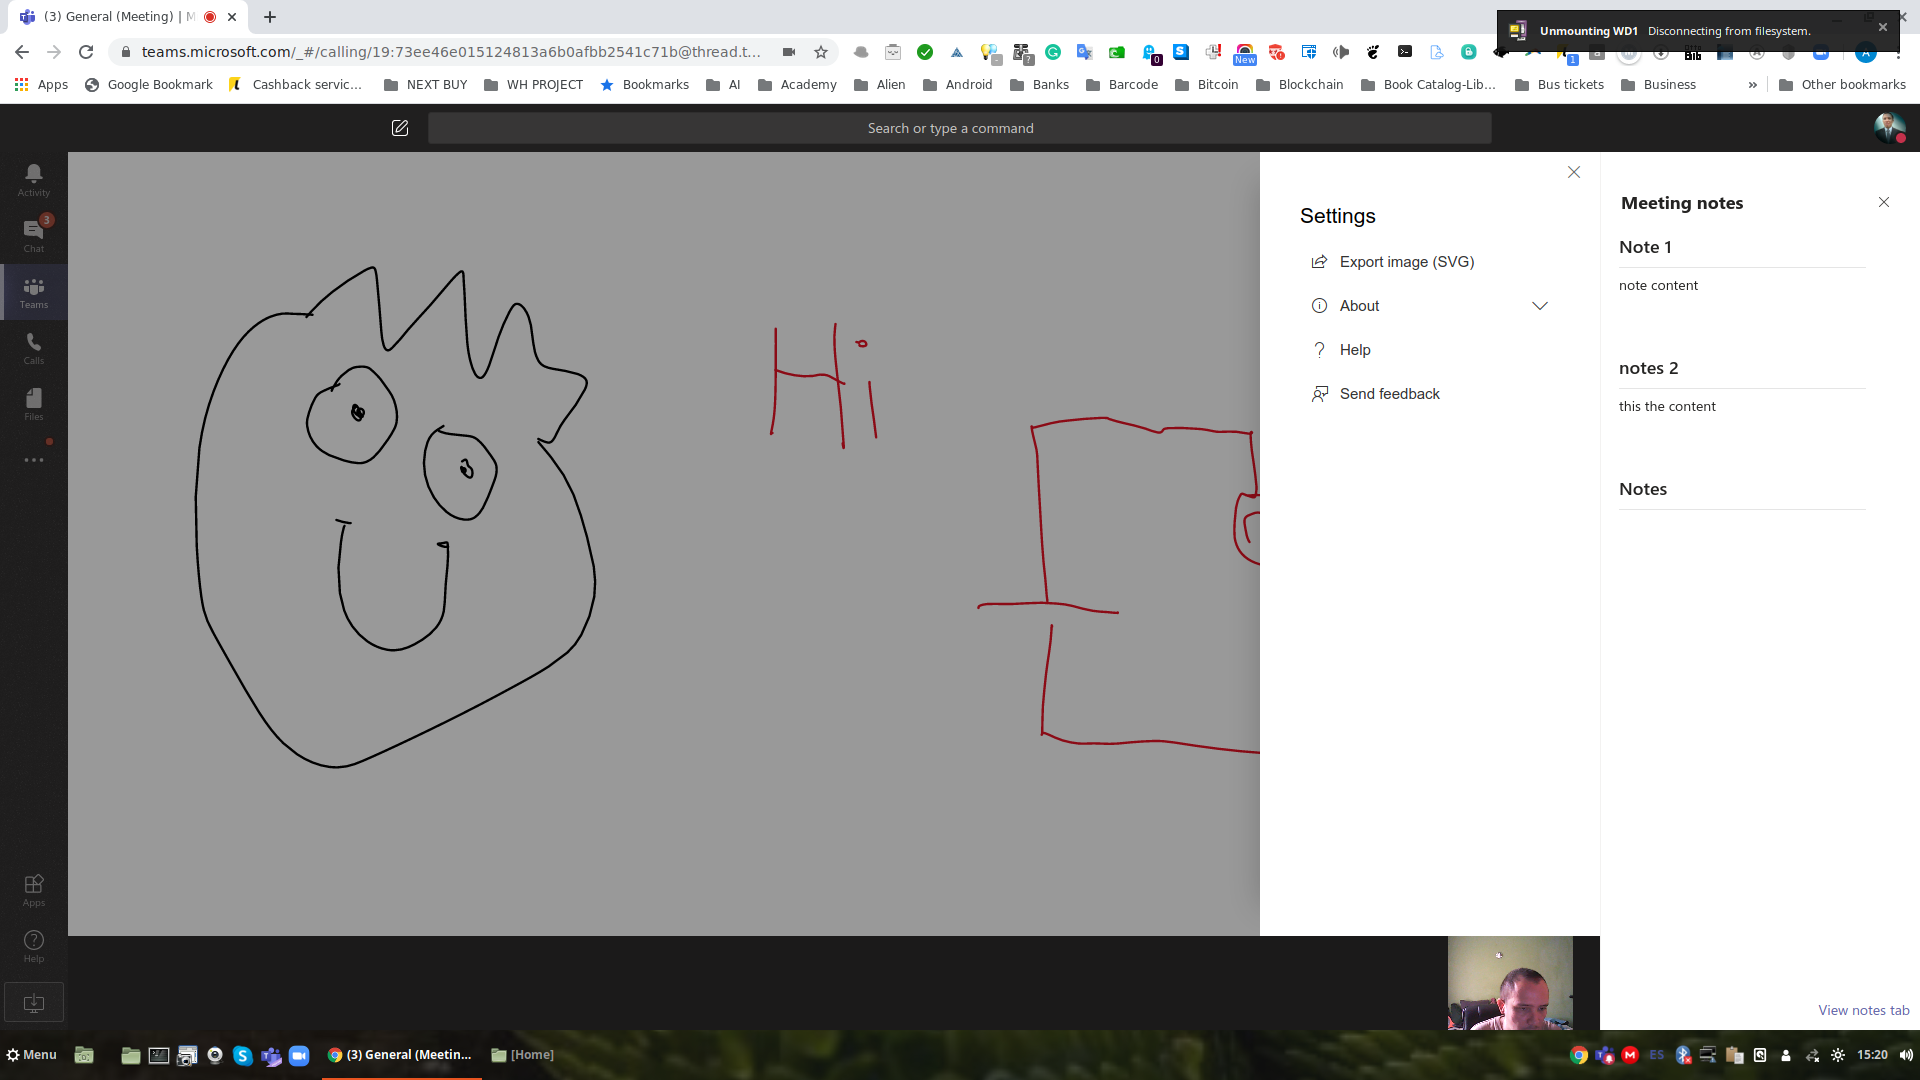 (3) General (Meeting) | M
Unmounting WD1 Disconnecting from filesystem.
teams.microsoft.com/_#/calling/19:73ee46e015124813a6b0afbb2541c71b@thread.t...
New
0
1
Apps
Google Bookmark
Cashback servic...
NEXT BUY
WH PROJECT
Bookmarks
AI
Academy
Alien
Android
Banks
Barcode
Bitcoin
Blockchain
Book Catalog-Lib...
Bus tickets
Business
»
Other bookmarks
Search or type a command
Activity
3
Chat
Teams
Calls
Files
Apps
Help
Hi
Settings
Export image (SVG)
About
Help
Send feedback
Meeting notes
Note 1
note content
notes 2
this the content
Notes
View notes tab
Menu
(3) General (Meetin...
[Home]
ES
15:20